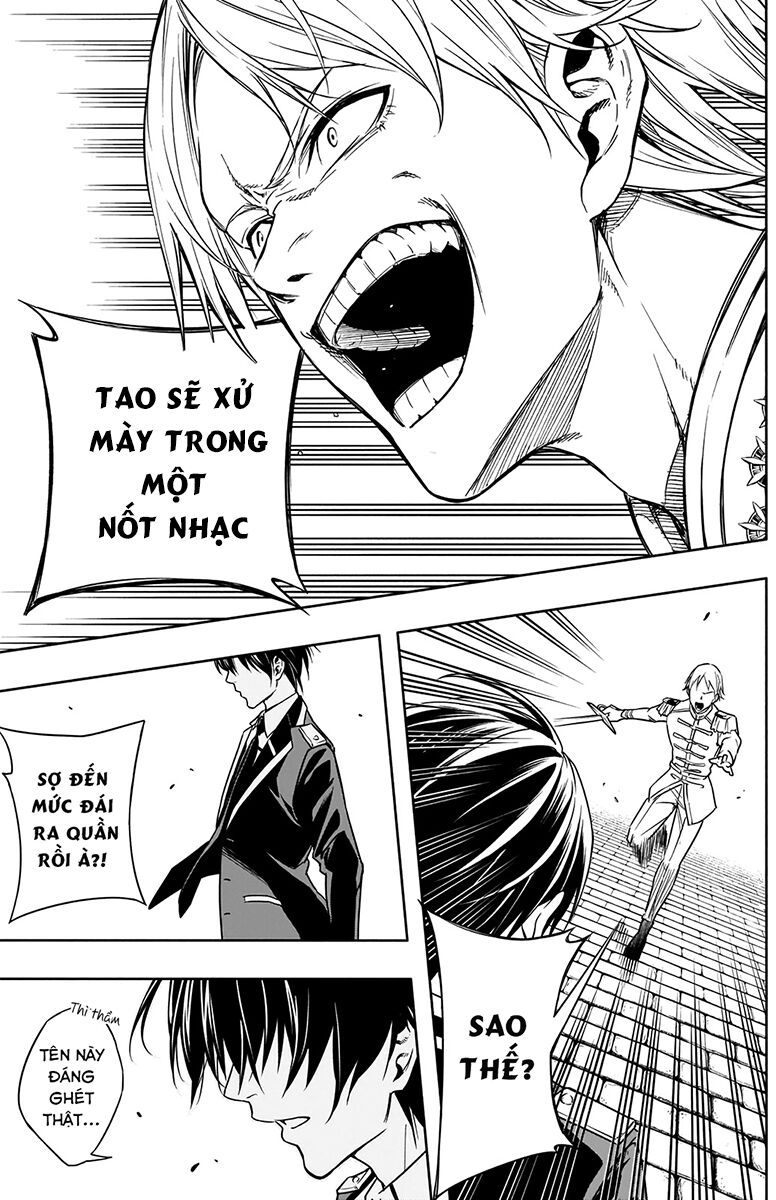 TAO SẼ XỬ
MÀY TRONG
MỘT
NỐT NHẠC
SAO
THẾ?
SỢ ĐẾN
MỨC ĐÁI
RA QUẦN
RỒI À?!
Thì thầm
TÊN NÀY
ĐÁNG
GHÉT
THẬT...